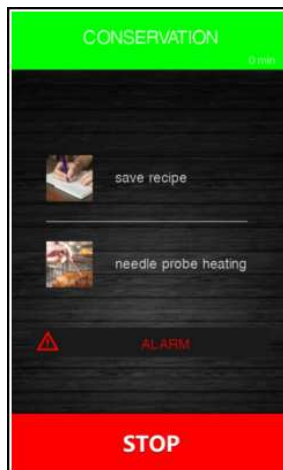 CONSERVATION
0 min
save recipe
needle probe heating
ALARM
STOP